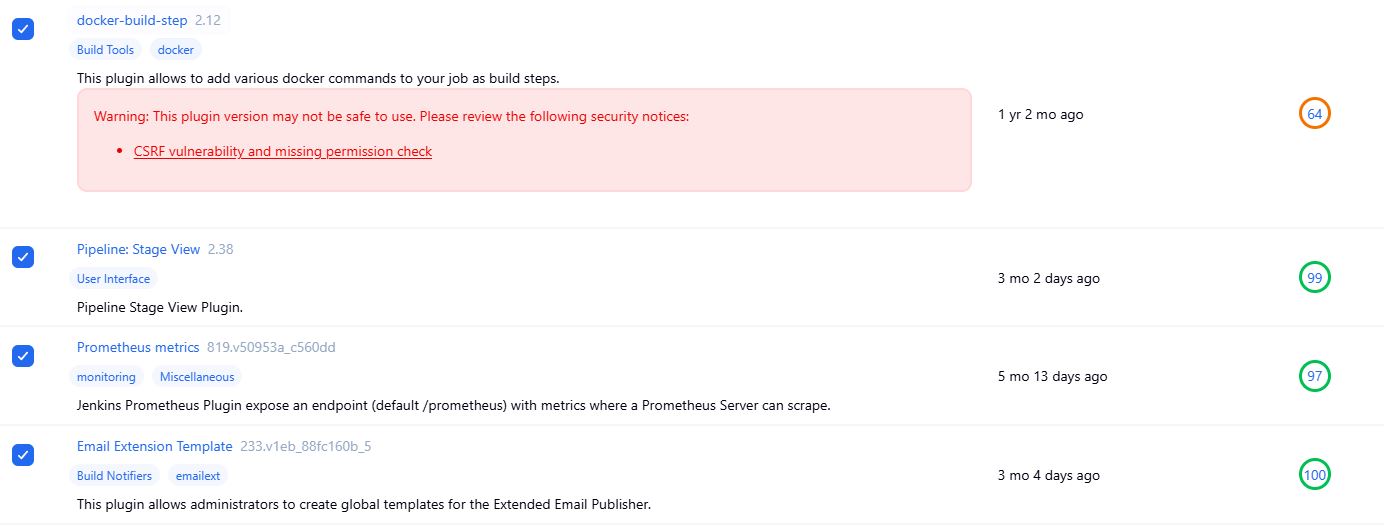 docker-build-step 2.12
Build Tools docker
This plugin allows to add various docker commands to your job as build steps.
Warning: This plugin version may not be safe to use. Please review the following security notices:
• CSRF vulnerability and missing permission check
1 yr 2 mo ago
64
Pipeline: Stage View 2.38
User Interface
Pipeline Stage View Plugin.
3 mo 2 days ago
99
Prometheus metrics 819.v50953a_c560dd
monitoring Miscellaneous
Jenkins Prometheus Plugin expose an endpoint (default /prometheus) with metrics where a Prometheus Server can scrape.
5 mo 13 days ago
97
Email Extension Template 233.v1eb_88fc160b_5
Build Notifiers emailext
This plugin allows administrators to create global templates for the Extended Email Publisher.
3 mo 4 days ago
100